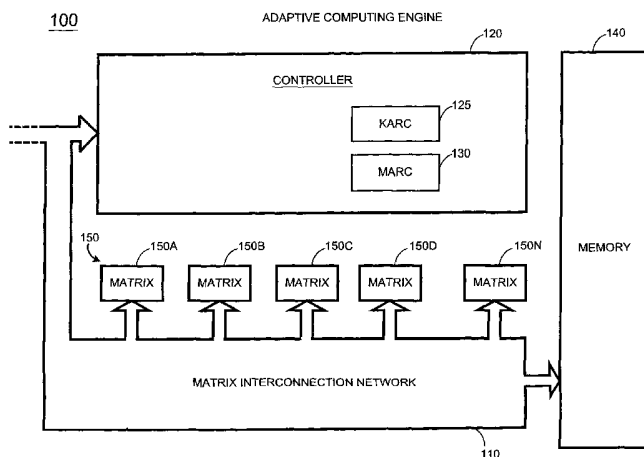 100
ADAPTIVE COMPUTING ENGINE
120
140
CONTROLLER
125
KARC
130
MARC
150
150A
150B
150C
150D
150N
MATRIX
MATRIX
MATRIX
MATRIX
MATRIX
MEMORY
MATRIX INTERCONNECTION NETWORK
110